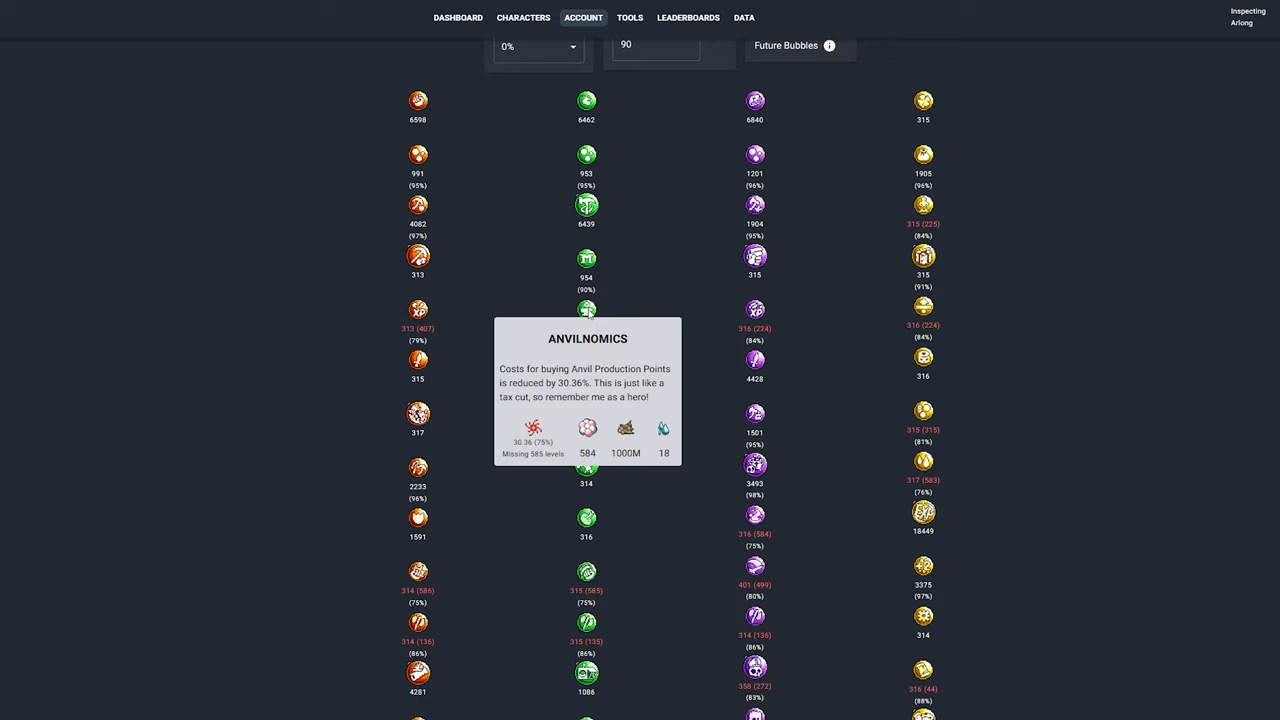 DASHBOARD CHARACTERS ACCOUNT TOOLS LEADERBOARDS DATA
Inspecting
Arlong
0% 90 Future Bubbles
6598 6462 6840 315
991 953 1201 1905
(95%) (95%) (96%) (96%)
4082 6439 1904 315 (225)
(97%) (95%) (84%)
313 954 315 315
(90%) (91%)
XP XP
313 (407) 316 (224) 316 (224)
(79%) (84%) (84%)
315 4428 316
317 1501 315 (315)
(95%) (81%)
ANVILNOMICS
Costs for buying Anvil Production Points
is reduced by 30.36%. This is just like a
tax cut, so remember me as a hero!
30.36 (75%)
Missing 585 levels 584 1000M 18
2233 314 3493 317 (583)
(96%) (98%) (76%)
1591 316 316 (584) 18449
(75%)
314 (586) 315 (585) 401 (499) 3375
(75%) (75%) (80%) (97%)
314 (136) 315 (135) 314 (136) 314
(86%) (86%) (86%)
4281 1086 358 (272) 316 (44)
(83%) (88%)